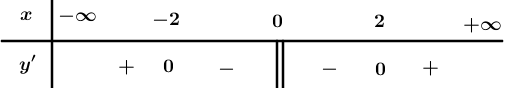 x −∞ −2 0 2 +∞
y′ + 0 − || − 0 +